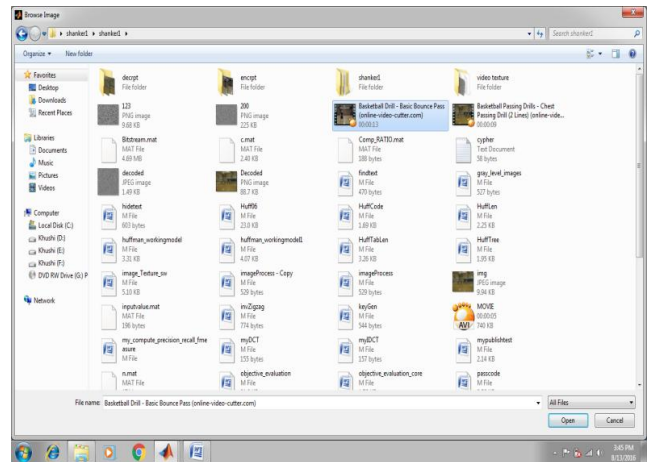 Browse Image
shanker1 ▸ shanker1 ▸
Search shanker1
Organize ▾ New folder
Favorites
Desktop
Downloads
Recent Places
Libraries
Documents
Music
Pictures
Videos
Computer
Local Disk (C:)
Khushi (D:)
Khushi (E:)
Khushi (F:)
DVD RW Drive (G:) P
Network
decrpt
File folder
encrpt
File folder
shanker1
File folder
video texture
File folder
123
PNG image
9.68 KB
200
PNG image
225 KB
Basketball Drill - Basic Bounce Pass
(online-video-cutter.com)
00:00:13
Basketball Passing Drills - Chest
Passing Drill (2 Lines) (online-vide...
00:00:09
Bitstream.mat
MAT File
4.69 MB
c.mat
MAT File
2.40 KB
Comp_RATIO.mat
MAT File
188 bytes
cypher
Text Document
58 bytes
decoded
JPEG image
1.49 KB
Decoded
PNG image
88.7 KB
findtext
M File
470 bytes
gray_level_images
M File
527 bytes
hidetext
M File
603 bytes
Huff06
M File
23.0 KB
HuffCode
M File
1.69 KB
HuffLen
M File
2.25 KB
huffman_workingmodel
M File
3.31 KB
huffman_workingmodel1
M File
4.07 KB
HuffTabLen
M File
3.26 KB
HuffTree
M File
1.95 KB
image_Texture_sw
M File
5.10 KB
imageProcess - Copy
M File
529 bytes
imageProcess
M File
529 bytes
img
JPEG image
9.94 KB
inputvalue.mat
MAT File
196 bytes
invZigzag
M File
774 bytes
keyGen
M File
544 bytes
MOVIE
00:00:05
AVI 740 KB
my_compute_precision_recall_fme
asure
M File
myDCT
M File
155 bytes
myIDCT
M File
157 bytes
mypublishtest
M File
2.14 KB
n.mat
MAT File
objective_evaluation
M File
objective_evaluation_core
M File
passcode
M File
File name: Basketball Drill - Basic Bounce Pass (online-video-cutter.com)
All Files
Open Cancel
3:45 PM
8/13/2016